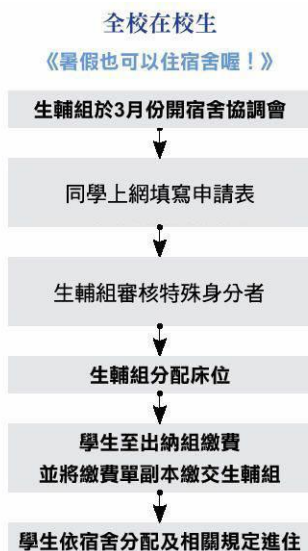 全校在校生
《暑假也可以住宿舍喔！》
生輔組於3月份開宿舍協調會
同學上網填寫申請表
生輔組審核特殊身分者
生輔組分配床位
學生至出納組繳費
並將繳費單副本繳交生輔組
學生依宿舍分配及相關規定進住